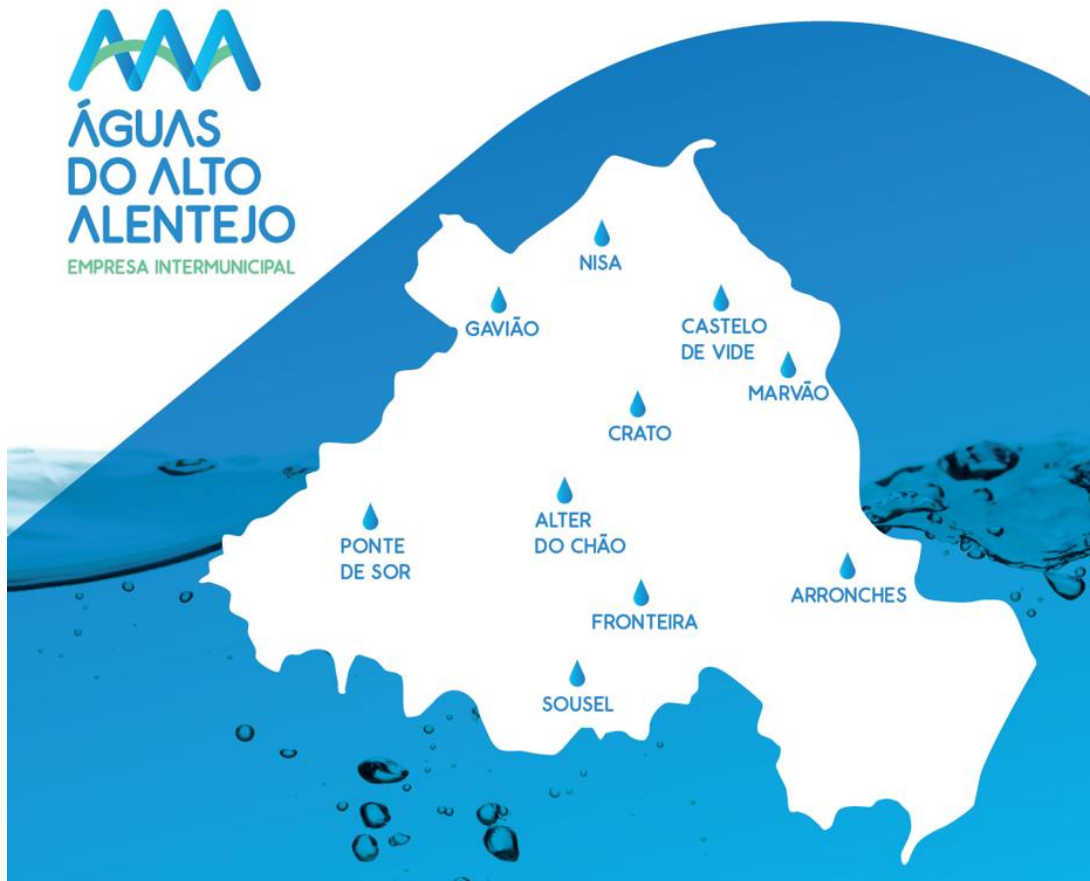 ÁGUAS
DO ALTO
ALENTEJO
EMPRESA INTERMUNICIPAL
NISA
GAVIÃO
CASTELO
DE VIDE
MARVÃO
CRATO
PONTE
DE SOR
ALTER
DO CHÃO
ARRONCHES
FRONTEIRA
SOUSEL